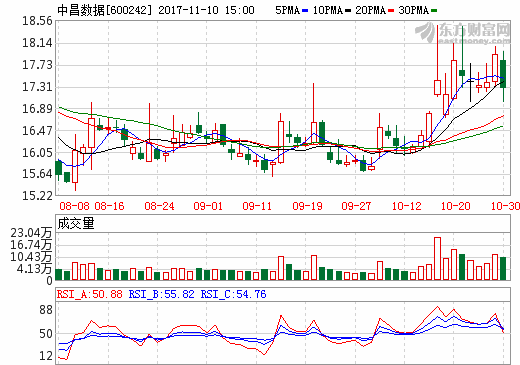 中昌数据[600242] 2017-11-10 15:00 5PMA 10PMA 20PMA 30PMA
东方财富网
eastmoney.com
18.56
18.14
17.73
17.31
16.89
16.47
16.05
15.64
15.22
08-08 08-16 08-24 09-01 09-11 09-19 09-27 10-12 10-20 10-30
成交量
23.04万
16.74万
10.43万
4.13万
0
RSI_A:50.88 RSI_B:55.82 RSI_C:54.76
88
50
12